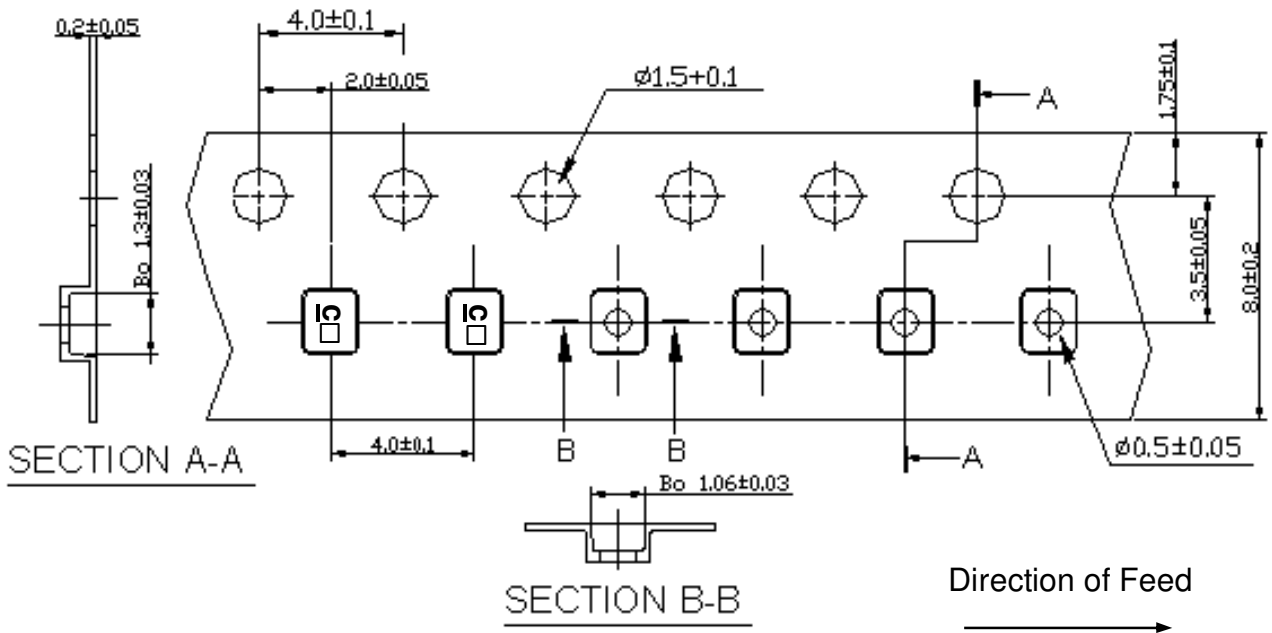 0.2±0.05
4.0±0.1
2.0±0.05
Ø1.5+0.1
A
1.75±0.1
Bo 1.3±0.03
3.5±0.05
8.0±0.2
C
C
4.0±0.1
B
B
A
Ø0.5±0.05
SECTION A-A
Bo 1.06±0.03
SECTION B-B
Direction of Feed